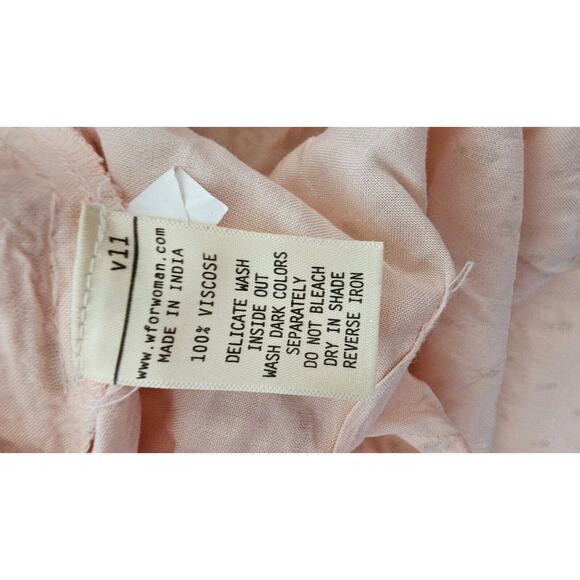 V11
www.wforwoman.com
MADE IN INDIA
100% VISCOSE
DELICATE WASH
INSIDE OUT
WASH DARK COLORS
SEPARATELY
DO NOT BLEACH
DRY IN SHADE
REVERSE IRON